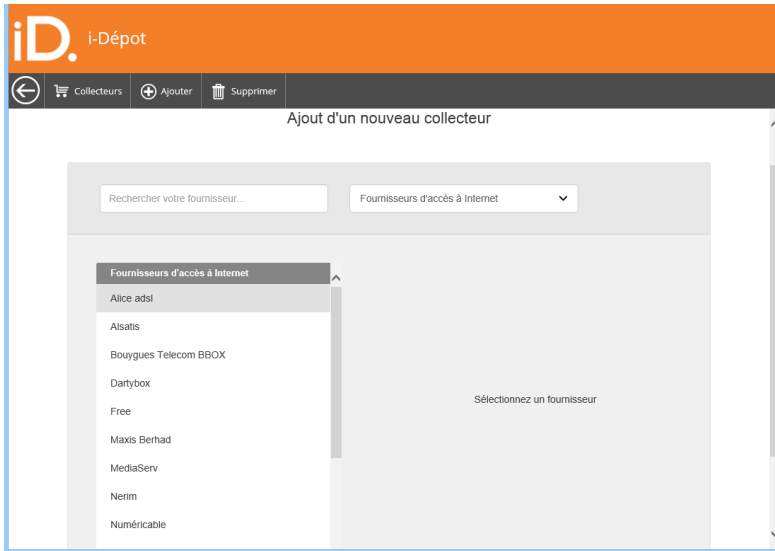 iD.
i-Dépot
Collecteurs
Ajouter
Supprimer
Ajout d'un nouveau collecteur
Rechercher votre fournisseur...
Fournisseurs d'accès à Internet
Fournisseurs d'accès à Internet
Alice adsl
Alsatis
Bouygues Telecom BBOX
Dartybox
Free
Maxis Berhad
MediaServ
Nerim
Numéricable
Sélectionnez un fournisseur